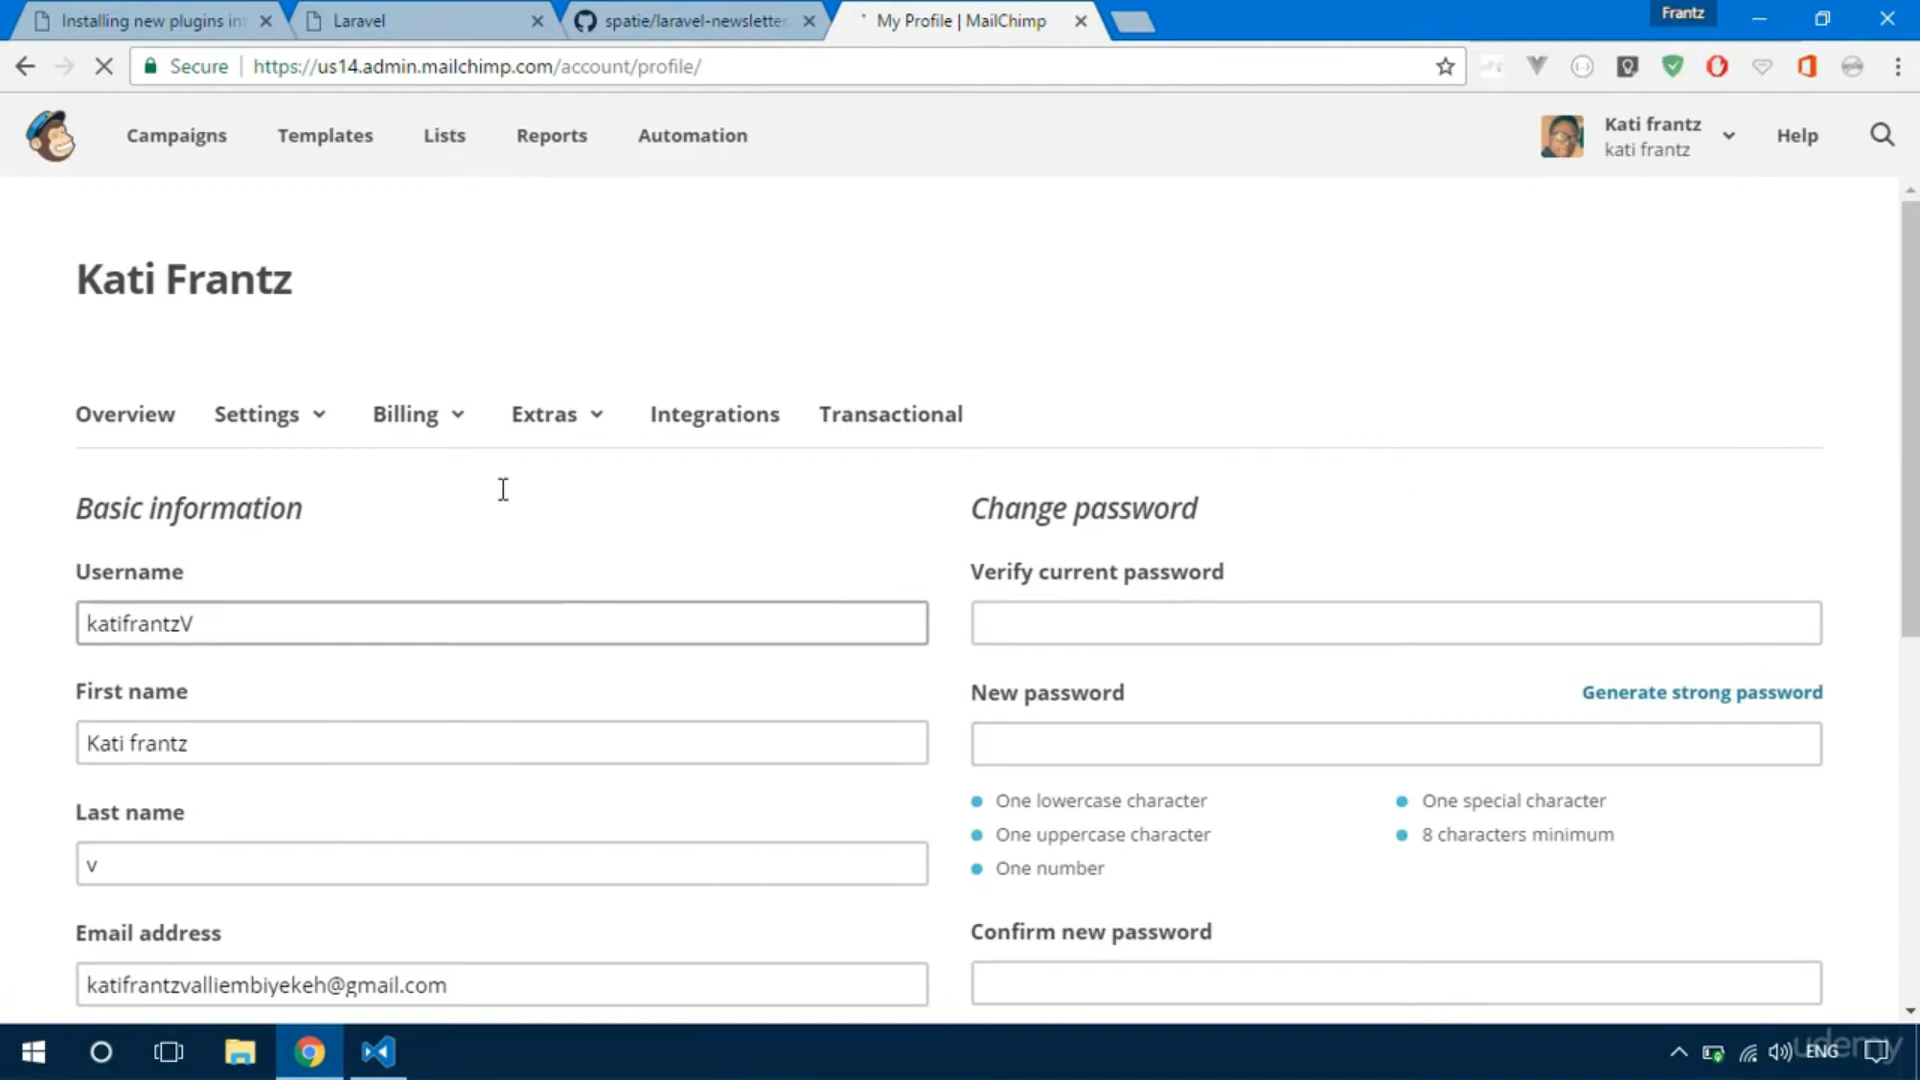 Installing new plugins int
Laravel
spatie/laravel-newsletter:
My Profile | MailChimp
Frantz
Secure
https://us14.admin.mailchimp.com/account/profile/
Campaigns
Templates
Lists
Reports
Automation
Kati frantz
kati frantz
Help
Kati Frantz
Overview
Settings
Billing
Extras
Integrations
Transactional
Basic information
Change password
Username
katifrantzV
Verify current password
First name
Kati frantz
New password
Generate strong password
Last name
v
One lowercase character
One special character
One uppercase character
8 characters minimum
One number
Email address
katifrantzvalliembiyekeh@gmail.com
Confirm new password
ENG
udemy